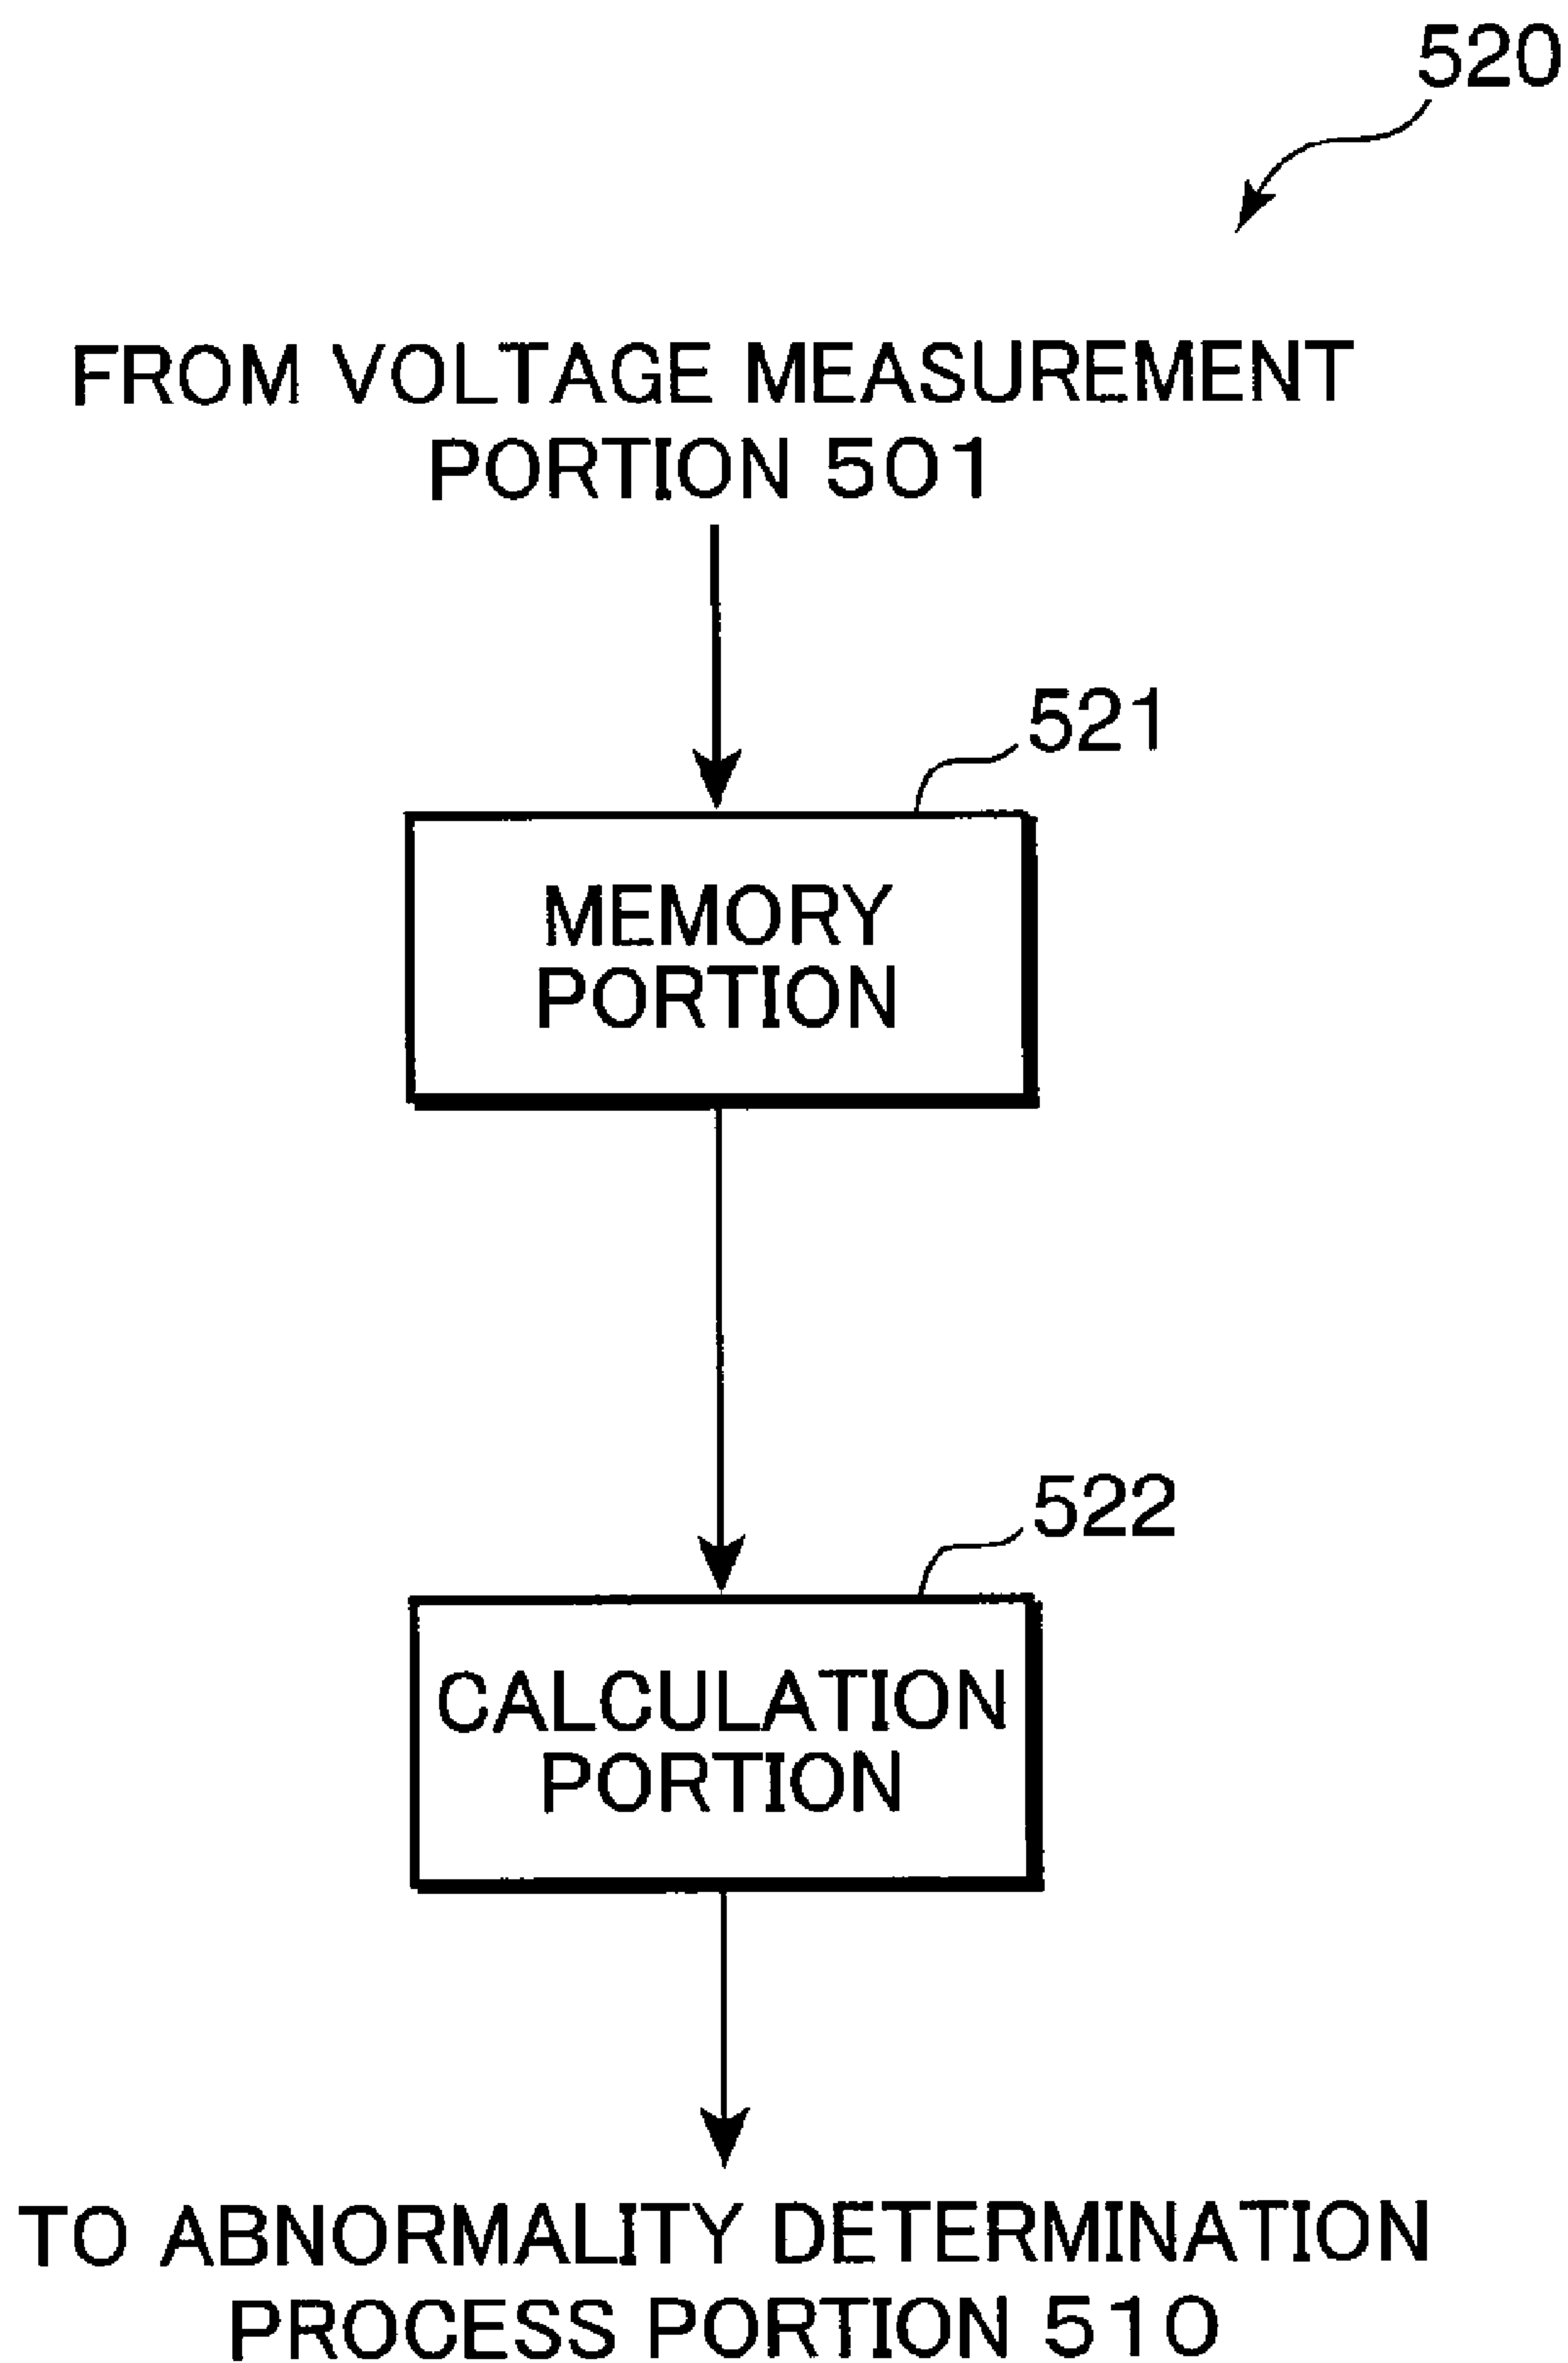 520
FROM VOLTAGE MEASUREMENT
PORTION 501
521
MEMORY
PORTION
522
CALCULATION
PORTION
TO ABNORMALITY DETERMINATION
PROCESS PORTION 510